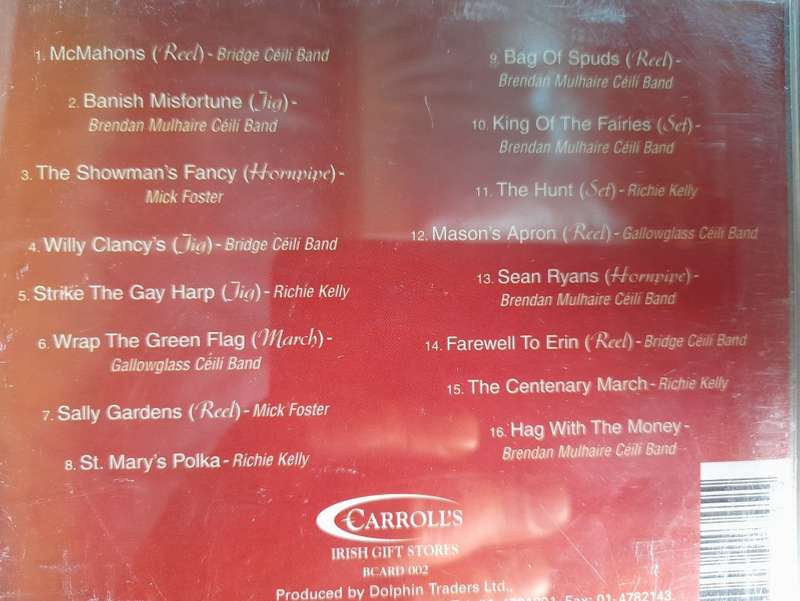 1. McMahons (Reel) - Bridge Céili Band
2. Banish Misfortune (Jig) -
Brendan Mulhaire Céili Band
3. The Showman's Fancy (Hornpipe) -
Mick Foster
4. Willy Clancy's (Jig) - Bridge Céili Band
5. Strike The Gay Harp (Jig) - Richie Kelly
6. Wrap The Green Flag (March) -
Gallowglass Céili Band
7. Sally Gardens (Reel) - Mick Foster
8. St. Mary's Polka - Richie Kelly
9. Bag Of Spuds (Reel) -
Brendan Mulhaire Céili Band
10. King Of The Fairies (Set) -
Brendan Mulhaire Céili Band
11. The Hunt (Set) - Richie Kelly
12. Mason's Apron (Reel) - Gallowglass Céili Band
13. Sean Ryans (Hornpipe) -
Brendan Mulhaire Céili Band
14. Farewell To Erin (Reel) - Bridge Céili Band
15. The Centenary March - Richie Kelly
16. Hag With The Money -
Brendan Mulhaire Céili Band
CARROLL'S
IRISH GIFT STORES
BCARD 002
Produced by Dolphin Traders Ltd.,
Fax: 01-4782143